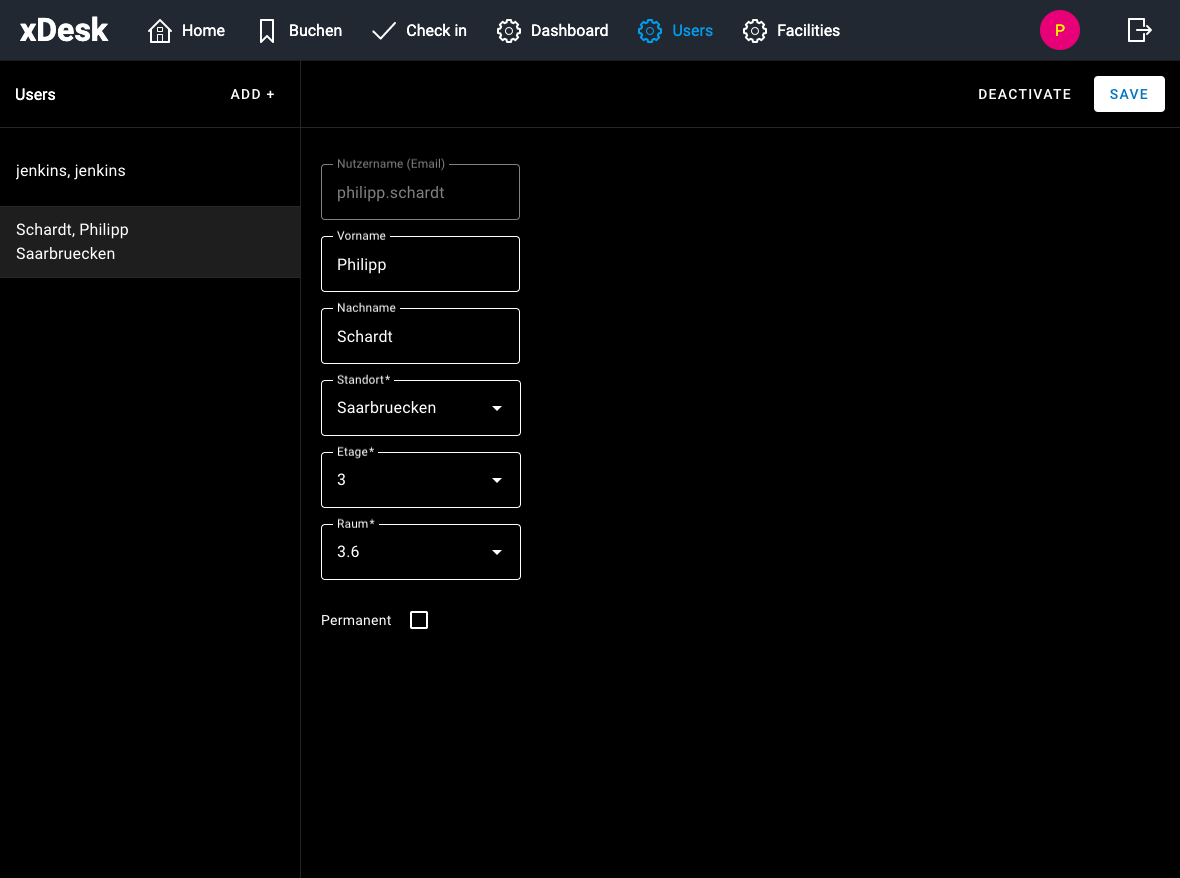 xDesk Home Buchen Check in Dashboard Users Facilities P
Users ADD + DEACTIVATE SAVE
jenkins, jenkins
Schardt, Philipp
Saarbruecken
Nutzername (Email)
philipp.schardt
Vorname
Philipp
Nachname
Schardt
Standort*
Saarbruecken
Etage*
3
Raum*
3.6
Permanent